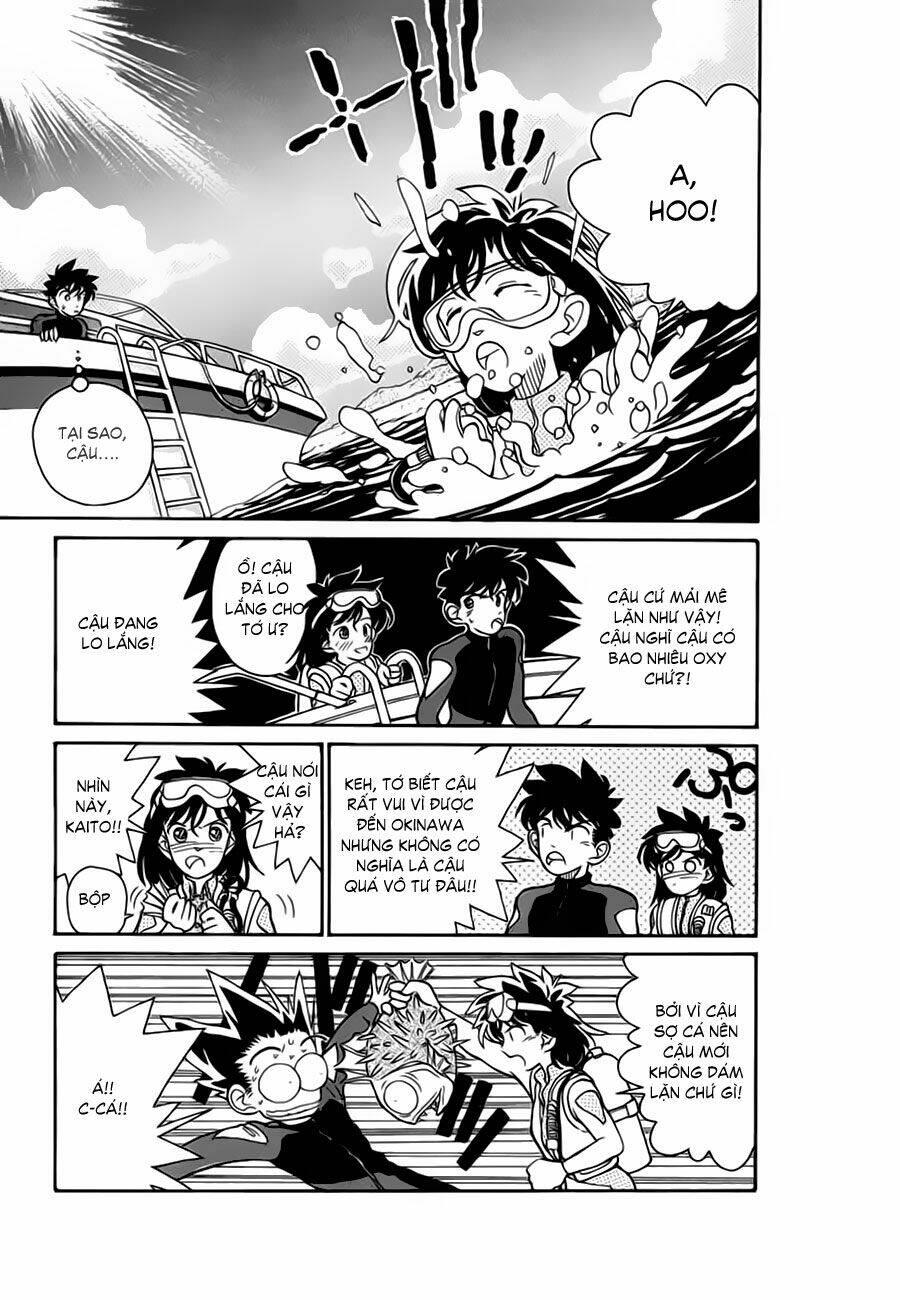 A,
HOO!
TẠI SAO,
CẬU....
CẬU CỨ MẢI MÊ
LẶN NHƯ VẬY!
CẬU NGHĨ CẬU CÓ
BAO NHIÊU OXY
CHỨ?!
Ồ! CẬU
ĐÃ LO
LẮNG CHO
TỚ Ư?
CẬU ĐANG
LO LẮNG!
KEH, TỚ BIẾT CẬU
RẤT VUI VÌ ĐƯỢC
ĐẾN OKINAWA
NHƯNG KHÔNG CÓ
NGHĨA LÀ CẬU
QUÁ VÔ TƯ ĐÂU!!
CẬU NÓI
CÁI GÌ
VẬY
HẢ?
NHÌN
NÀY,
KAITO!!
BỘP
BỞI VÌ CẬU
SỢ CÁ NÊN
CẬU MỚI
KHÔNG DÁM
LẶN CHỨ GÌ!
Á!!
C-CÁ!!